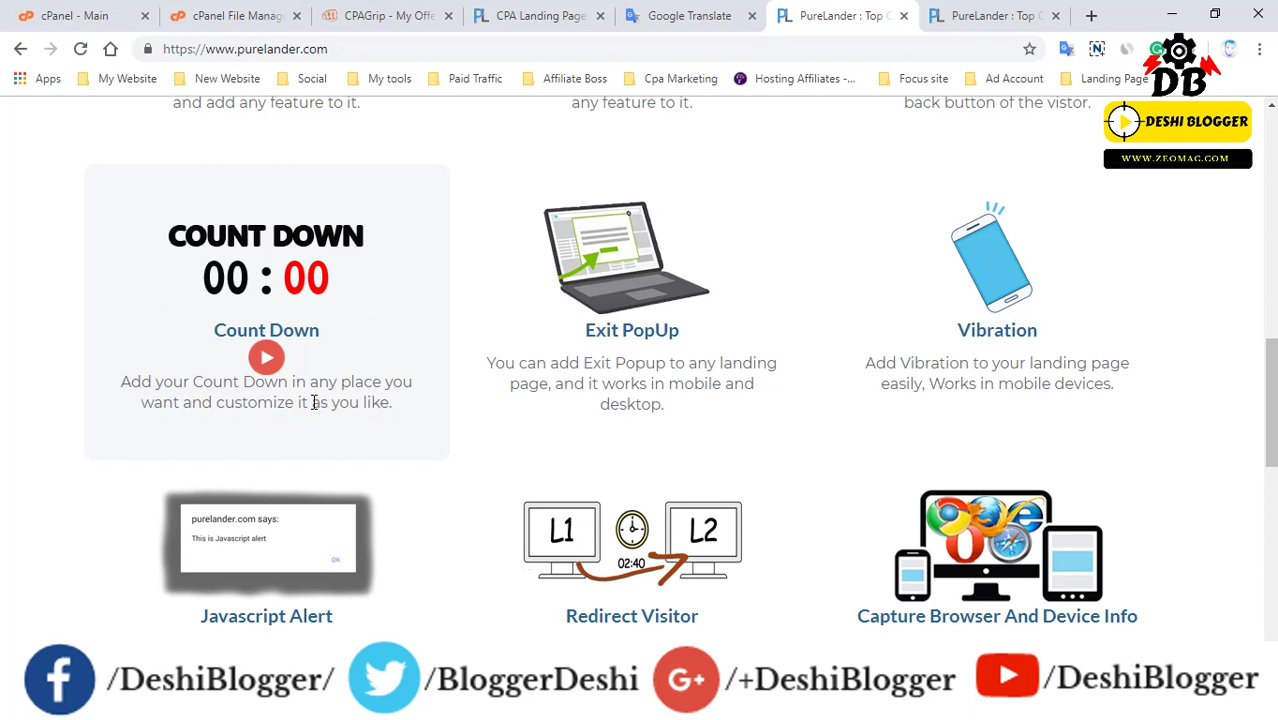 cPanel - Main
cPanel File Manag
CPAGrip - My Offe
CPA Landing Page
Google Translate
PureLander : Top C
PureLander : Top C
https://www.purelander.com
Apps
My Website
New Website
Social
My tools
Paid Traffic
Affiliate Boss
Cpa Marketing
Hosting Affiliates -...
Focus site
Ad Account
Landing Page
DB
DESHI BLOGGER
WWW.ZEOMAG.COM
and add any feature to it.
any feature to it.
back button of the vistor.
COUNT DOWN
00 : 00
Count Down
Add your Count Down in any place you
want and customize it as you like.
Exit PopUp
You can add Exit Popup to any landing
page, and it works in mobile and
desktop.
Vibration
Add Vibration to your landing page
easily, Works in mobile devices.
purelander.com says:
This is Javascript alert
OK
Javascript Alert
L1
L2
02:40
Redirect Visitor
Capture Browser And Device Info
/DeshiBlogger/
/BloggerDeshi
G+
/+DeshiBlogger
/DeshiBlogger